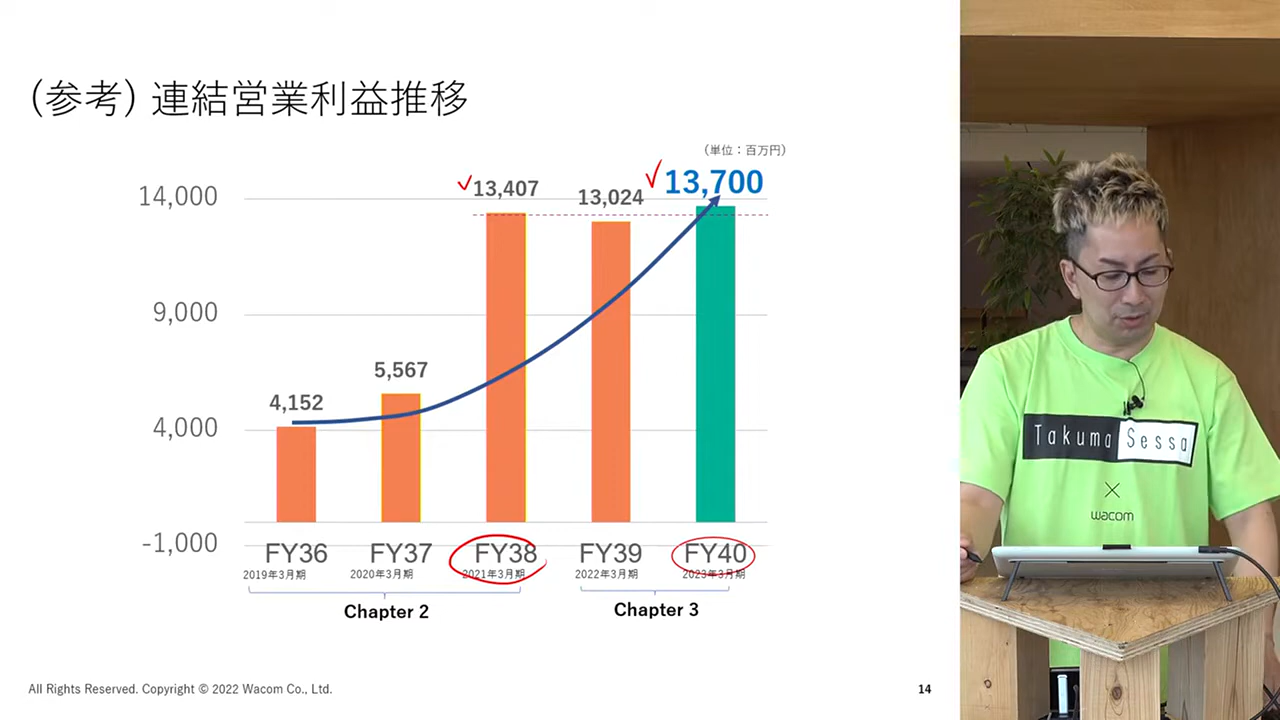 (参考) 連結営業利益推移
(単位：百万円)
14,000
9,000
4,000
-1,000
4,152
5,567
13,407
13,024
13,700
FY36
FY37
FY38
FY39
FY40
2019年3月期
2020年3月期
2021年3月期
2022年3月期
2023年3月期
Chapter 2
Chapter 3
All Rights Reserved. Copyright © 2022 Wacom Co., Ltd.
14
Takuma Sessa
×
wacom